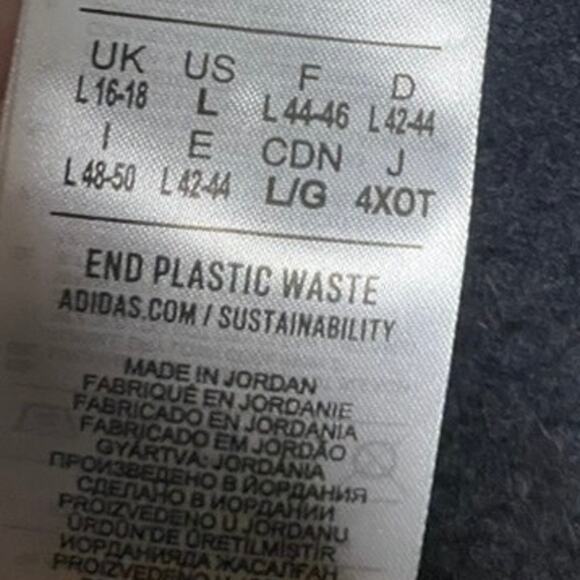 UK US F D
L 16-18 L L 44-46 L 42-44
I E CDN J
L 48-50 L 42-44 L/G 4XOT
END PLASTIC WASTE
ADIDAS.COM / SUSTAINABILITY
MADE IN JORDAN
FABRIQUÉ EN JORDANIE
FABRICADO EN JORDANIA
FABRICADO EM JORDÃO
GYÁRTVA: JORDÁNIA
ПРОИЗВЕДЕНО В ЙОРДАНИЯ
СДЕЛАНО В ИОРДАНИИ
PROIZVEDENO U JORDANU
ÜRDÜN'DE ÜRETİLMİŞTİR
ИОРДАНИЯДА ЖАСАЛҒАН